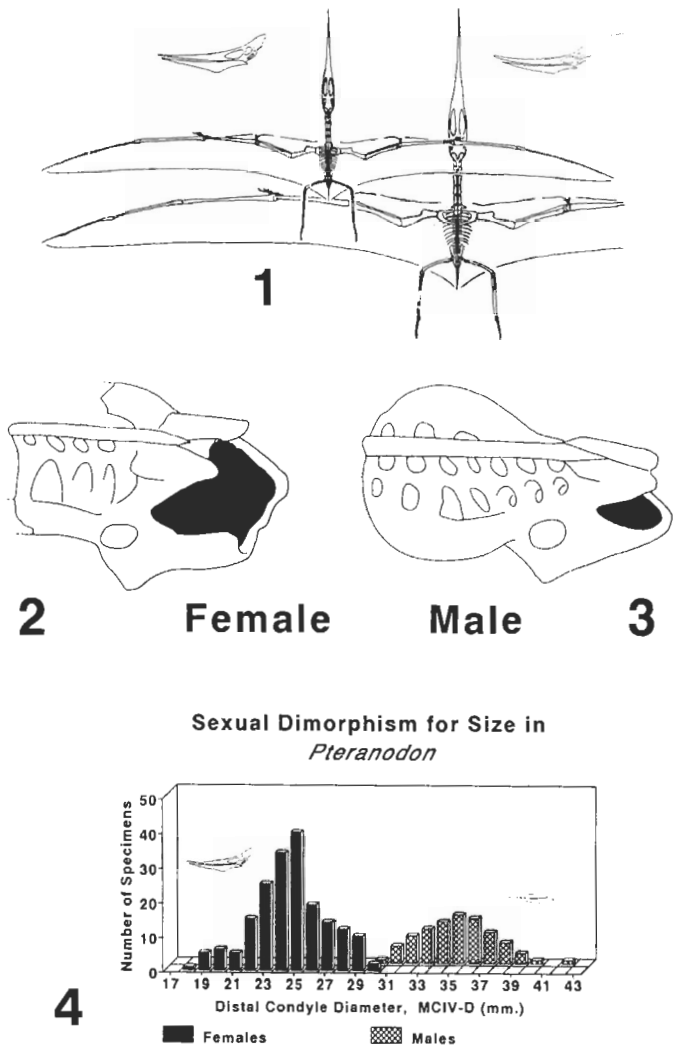 1
2 Female Male 3
Sexual Dimorphism for Size in
Pteranodon
Number of Specimens
50
40
30
20
10
0
17 19 21 23 25 27 29 31 33 35 37 39 41 43
Distal Condyle Diameter, MCIV-D (mm.)
4
Females Males